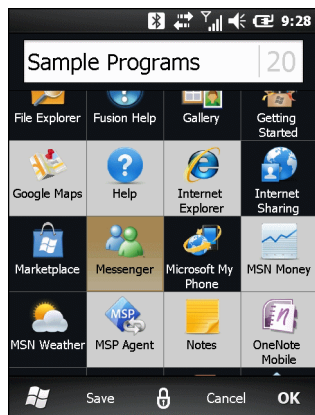 9:28
Sample Programs 20
File Explorer Fusion Help Gallery Getting
Started
Google Maps Help Internet Internet
Explorer Sharing
Marketplace Messenger Microsoft My MSN Money
Phone
MSP
MSN Weather MSP Agent Notes OneNote
Mobile
Save Cancel OK